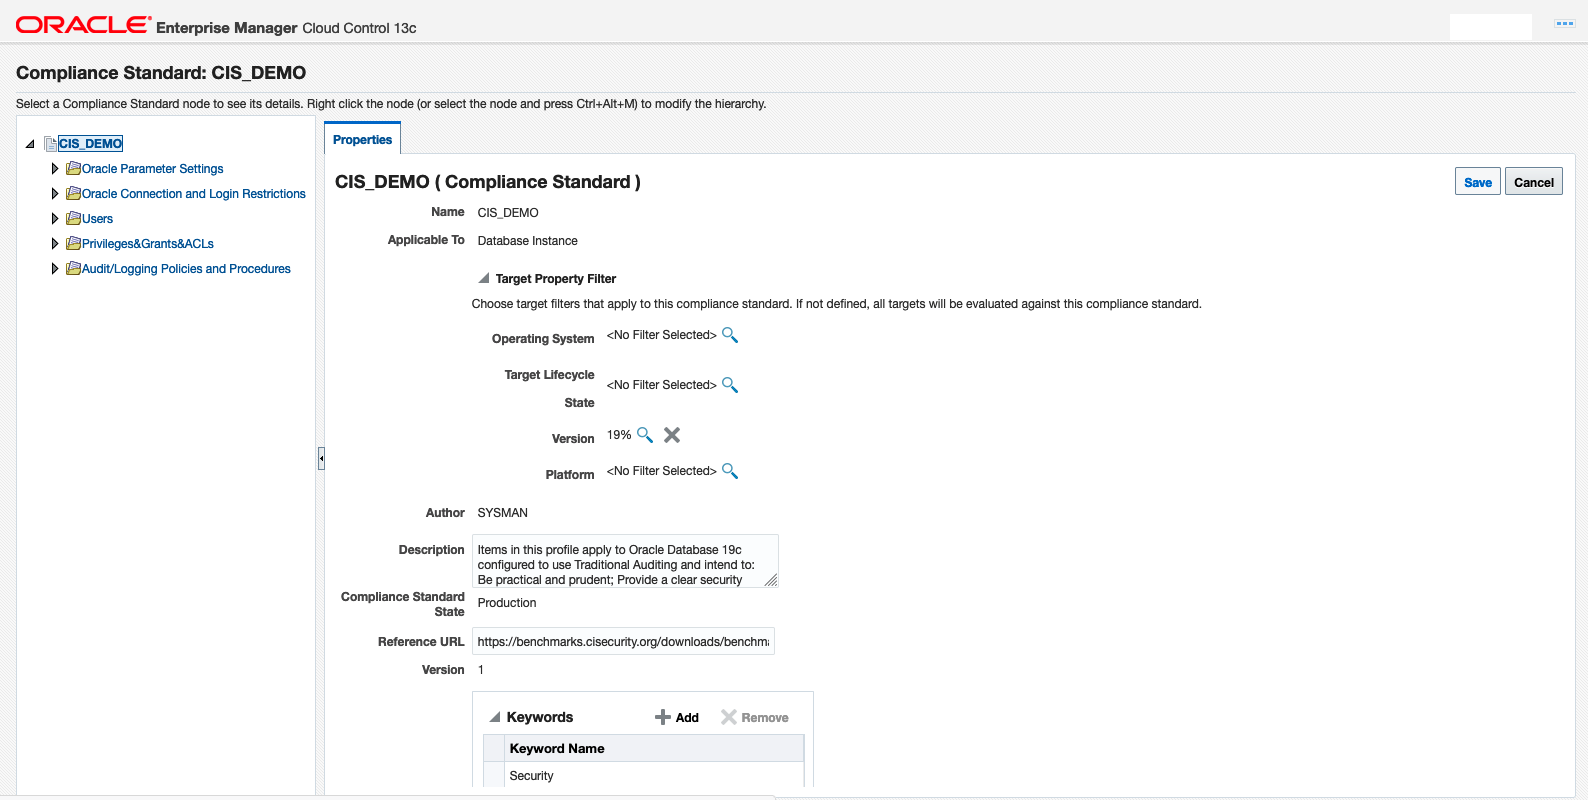 ORACLE Enterprise Manager Cloud Control 13c
Compliance Standard: CIS_DEMO
Select a Compliance Standard node to see its details. Right click the node (or select the node and press Ctrl+Alt+M) to modify the hierarchy.
CIS_DEMO
Oracle Parameter Settings
Oracle Connection and Login Restrictions
Users
Privileges&Grants&ACLs
Audit/Logging Policies and Procedures
Properties
CIS_DEMO ( Compliance Standard )
Save Cancel
Name CIS_DEMO
Applicable To Database Instance
Target Property Filter
Choose target filters that apply to this compliance standard. If not defined, all targets will be evaluated against this compliance standard.
Operating System <No Filter Selected>
Target Lifecycle
State <No Filter Selected>
Version 19%
Platform <No Filter Selected>
Author SYSMAN
Description Items in this profile apply to Oracle Database 19c
configured to use Traditional Auditing and intend to:
Be practical and prudent; Provide a clear security
Compliance Standard
State Production
Reference URL https://benchmarks.cisecurity.org/downloads/benchm
Version 1
Keywords Add Remove
Keyword Name
Security